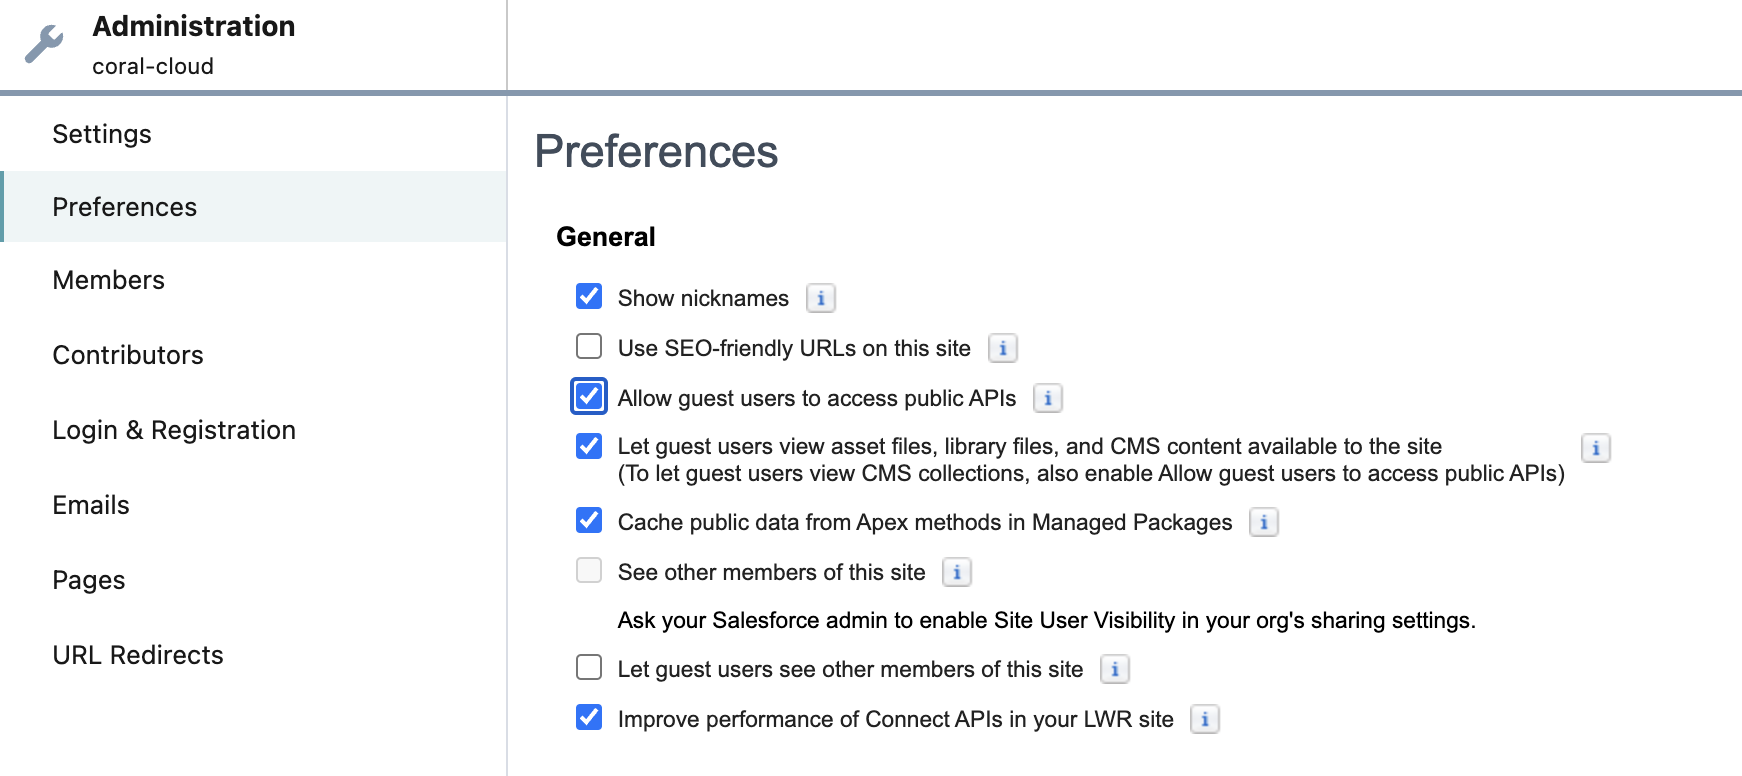 Administration
coral-cloud
Settings
Preferences
Members
Contributors
Login & Registration
Emails
Pages
URL Redirects
Preferences
General
Show nicknames i
Use SEO-friendly URLs on this site i
Allow guest users to access public APIs i
Let guest users view asset files, library files, and CMS content available to the site i
(To let guest users view CMS collections, also enable Allow guest users to access public APIs)
Cache public data from Apex methods in Managed Packages i
See other members of this site i
Ask your Salesforce admin to enable Site User Visibility in your org's sharing settings.
Let guest users see other members of this site i
Improve performance of Connect APIs in your LWR site i